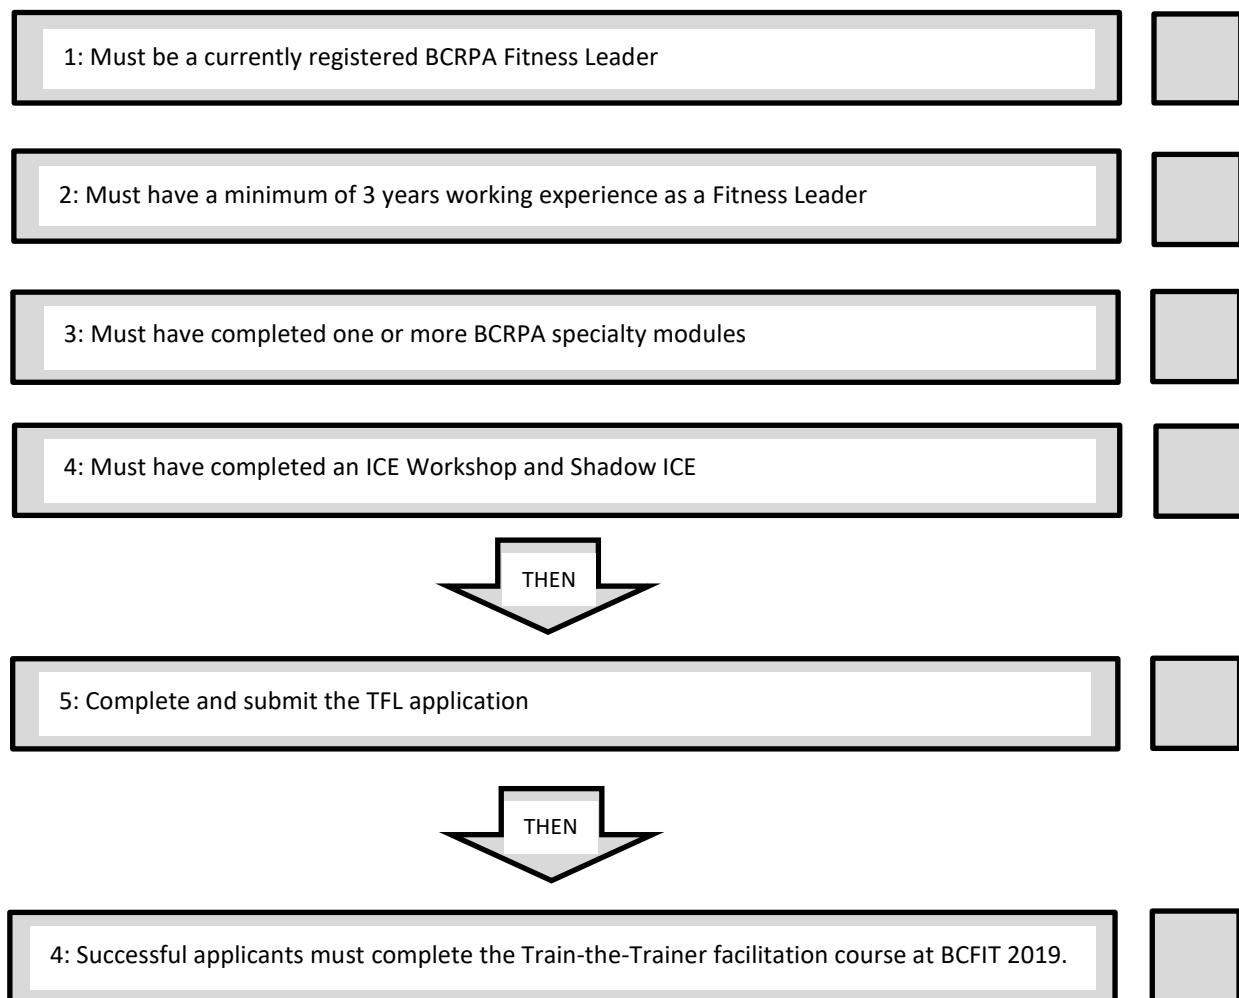 1: Must be a currently registered BCRPA Fitness Leader
2: Must have a minimum of 3 years working experience as a Fitness Leader
3: Must have completed one or more BCRPA specialty modules
4: Must have completed an ICE Workshop and Shadow ICE
THEN
5: Complete and submit the TFL application
THEN
4: Successful applicants must complete the Train-the-Trainer facilitation course at BCFIT 2019.